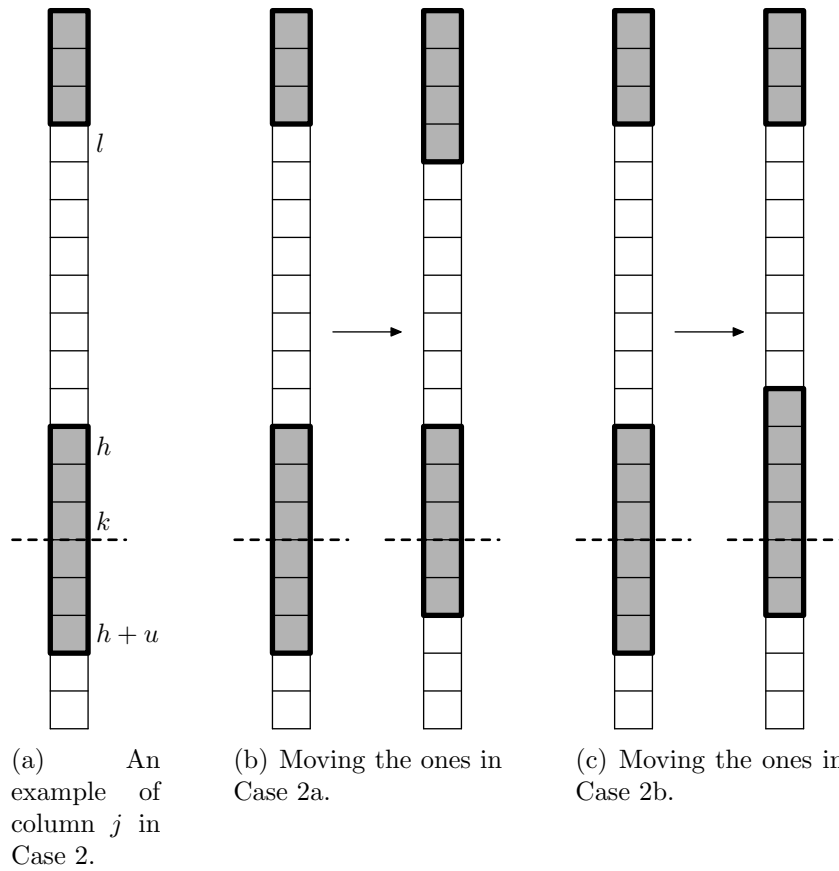 l
h
k
h + u
(a) An
example of
column j in
Case 2.
(b) Moving the ones in
Case 2a.
(c) Moving the ones in
Case 2b.